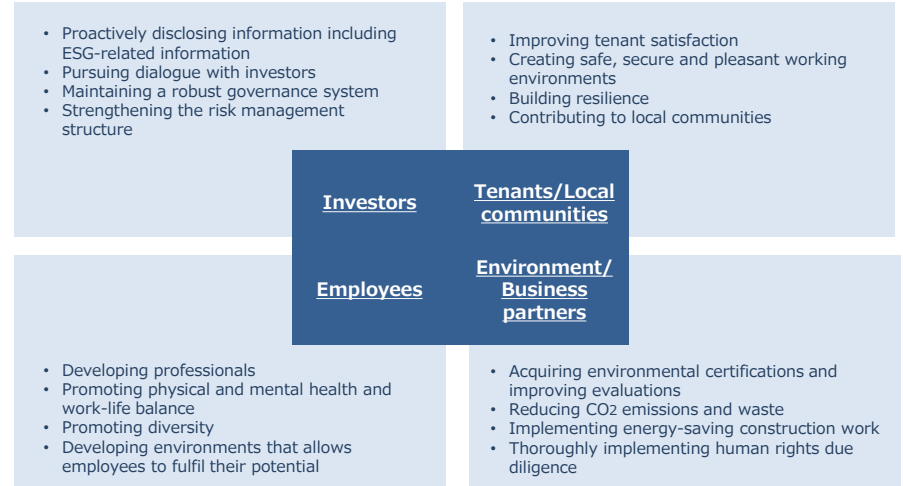 • Proactively disclosing information including
ESG-related information
• Pursuing dialogue with investors
• Maintaining a robust governance system
• Strengthening the risk management
structure
• Improving tenant satisfaction
• Creating safe, secure and pleasant working
environments
• Building resilience
• Contributing to local communities
Investors
Tenants/Local
communities
Employees
Environment/
Business
partners
• Developing professionals
• Promoting physical and mental health and
work-life balance
• Promoting diversity
• Developing environments that allows
employees to fulfil their potential
• Acquiring environmental certifications and
improving evaluations
• Reducing CO2 emissions and waste
• Implementing energy-saving construction work
• Thoroughly implementing human rights due
diligence